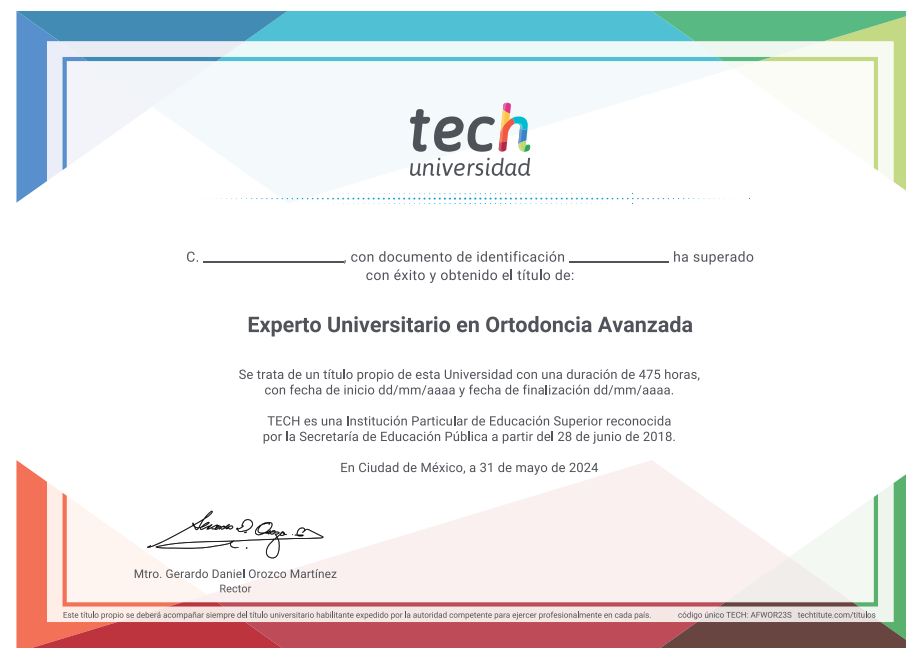 tech
universidad
C. ____________, con documento de identificación ____________ ha superado
con éxito y obtenido el título de:
Experto Universitario en Ortodoncia Avanzada
Se trata de un título propio de esta Universidad con una duración de 475 horas,
con fecha de inicio dd/mm/aaaa y fecha de finalización dd/mm/aaaa.
TECH es una Institución Particular de Educación Superior reconocida
por la Secretaría de Educación Pública a partir del 28 de junio de 2018.
En Ciudad de México, a 31 de mayo de 2024
Mtro. Gerardo Daniel Orozco Martínez
Rector
Este título propio se deberá acompañar siempre del título universitario habilitante expedido por la autoridad competente para ejercer profesionalmente en cada país. código único TECH: AFWOR23S techtitute.com/titulos